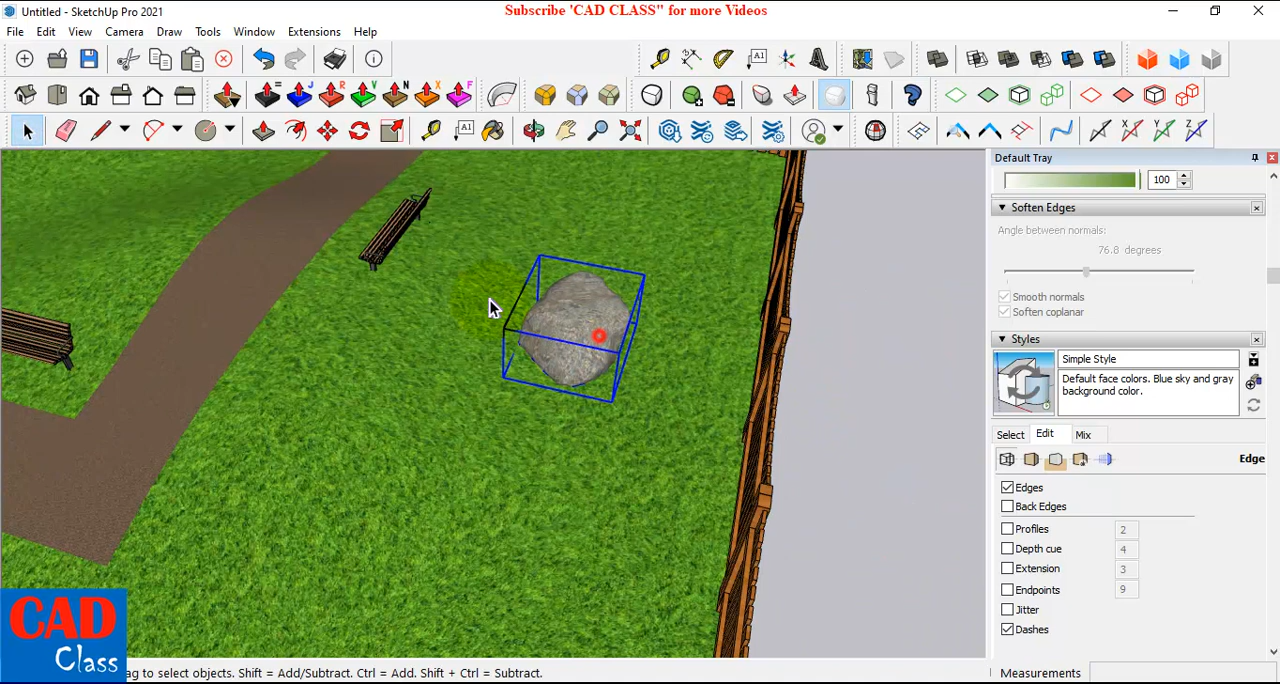 Untitled - SketchUp Pro 2021
Subscribe 'CAD CLASS" for more Videos
File Edit View Camera Draw Tools Window Extensions Help
Default Tray
100
Soften Edges
Angle between normals:
76.8 degrees
Smooth normals
Soften coplanar
Styles
Simple Style
Default face colors. Blue sky and gray
background color.
Select Edit Mix
Edge
Edges
Back Edges
Profiles 2
Depth cue 4
Extension 3
Endpoints 9
Jitter
Dashes
CAD
Class
ag to select objects. Shift = Add/Subtract. Ctrl = Add. Shift + Ctrl = Subtract.
Measurements